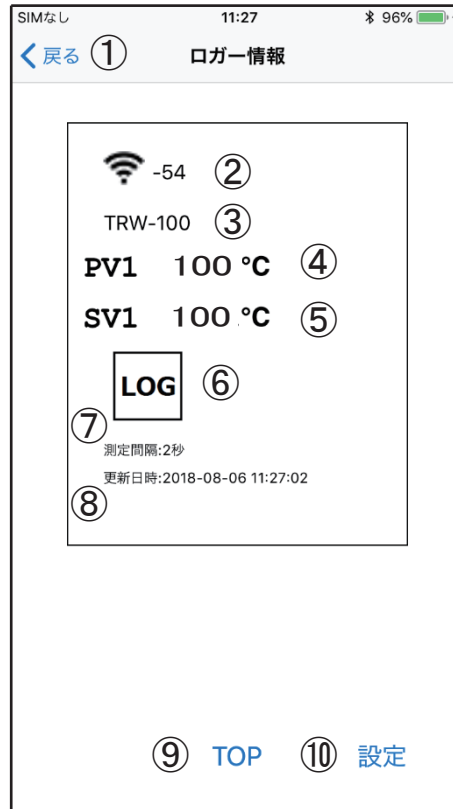 SIMなし 11:27 96%
戻る ① ロガー情報
-54 ②
TRW-100 ③
PV1 100 °C ④
SV1 100 °C ⑤
LOG ⑥
⑦
測定間隔:2秒
更新日時:2018-08-06 11:27:02
⑧
⑨ TOP ⑩ 設定